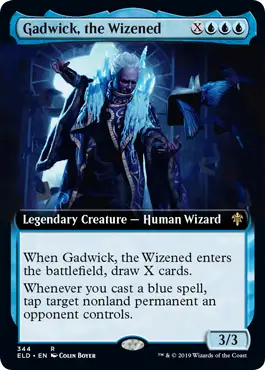 Gadwick, the Wizened XUUU
Legendary Creature — Human Wizard
When Gadwick, the Wizened enters
the battlefield, draw X cards.
Whenever you cast a blue spell,
tap target nonland permanent an
opponent controls.
3/3
344 R
ELD • EN Colin Boyer
™ & © 2019 Wizards of the Coast